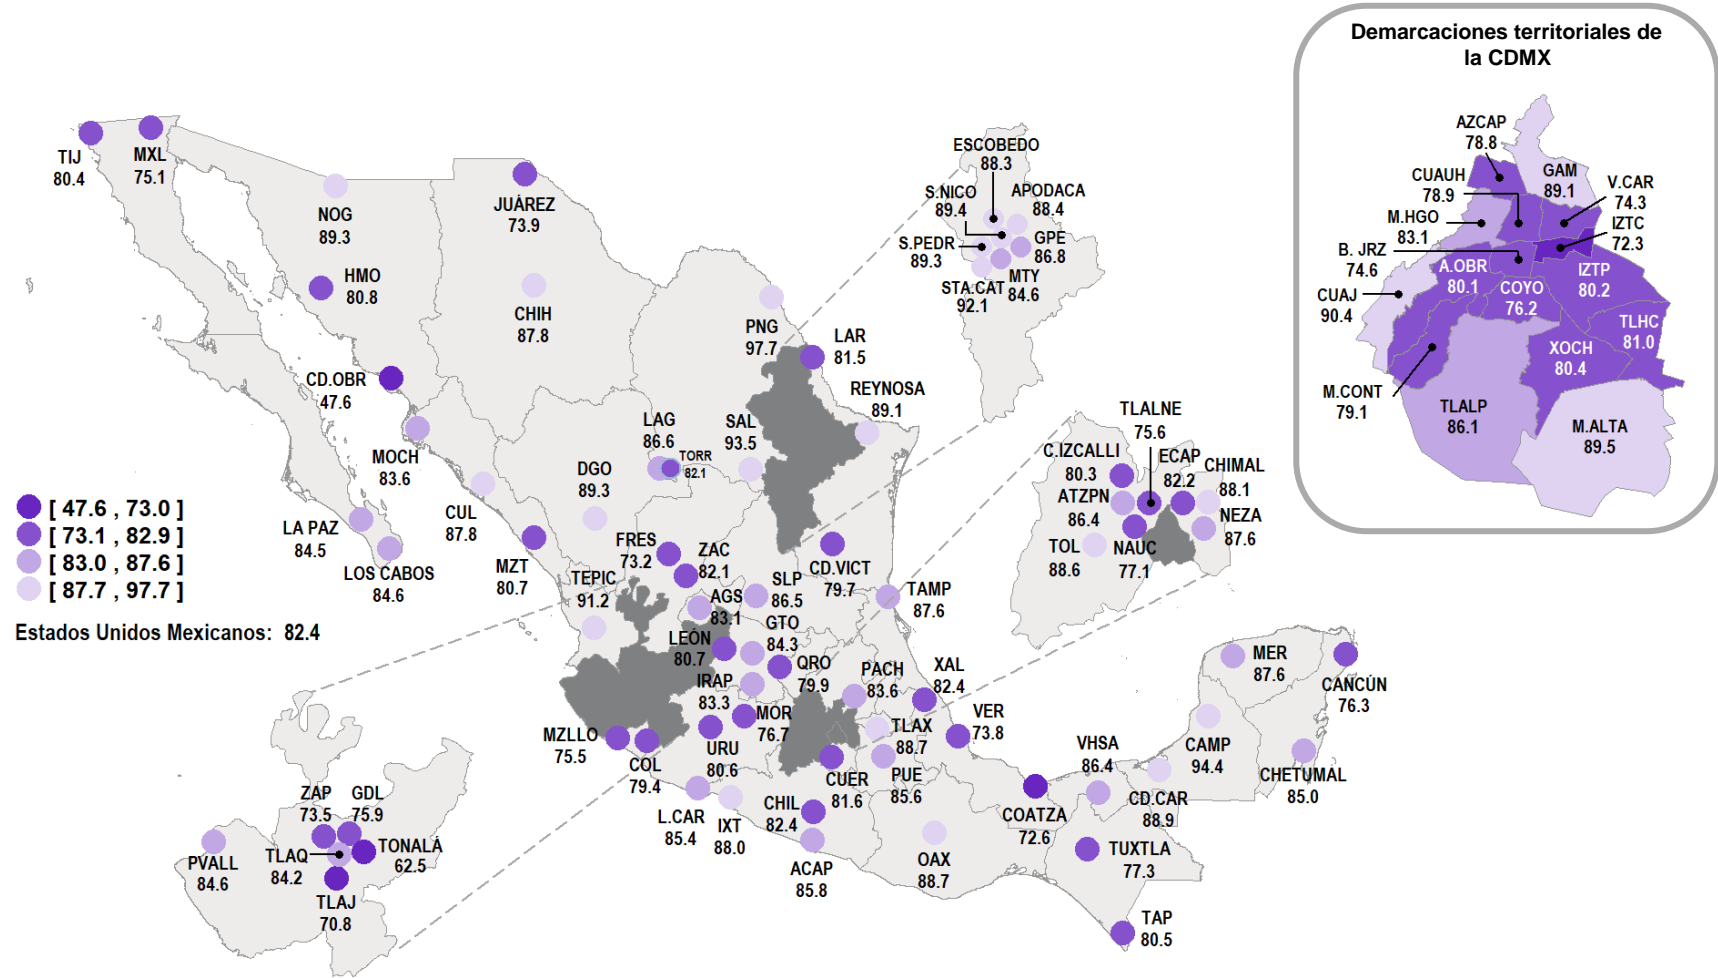 Demarcaciones territoriales de
la CDMX
AZCAP
78.8
CUAUH
78.9
GAM
89.1
V.CAR
74.3
M.HGO
83.1
IZTC
72.3
B. JRZ
74.6
A.OBR
80.1
IZTP
80.2
COYO
76.2
CUAJ
90.4
TLHC
81.0
XOCH
80.4
M.CONT
79.1
TLALP
86.1
M.ALTA
89.5
TIJ
80.4
MXL
75.1
NOG
89.3
JUÁREZ
73.9
HMO
80.8
CHIH
87.8
ESCOBEDO
88.3
S.NICO
89.4
APODACA
88.4
S.PEDR
89.3
GPE
86.8
STA.CAT
92.1
MTY
84.6
PNG
97.7
LAR
81.5
REYNOSA
89.1
CD.OBR
47.6
MOCH
83.6
LAG
86.6
TORR
82.1
SAL
93.5
DGO
89.3
CUL
87.8
LA PAZ
84.5
LOS CABOS
84.6
MZT
80.7
TLALNE
75.6
C.IZCALLI
80.3
ECAP
82.2
CHIMAL
88.1
ATZPN
86.4
NEZA
87.6
TOL
88.6
NAUC
77.1
[ 47.6 , 73.0 ]
[ 73.1 , 82.9 ]
[ 83.0 , 87.6 ]
[ 87.7 , 97.7 ]
Estados Unidos Mexicanos: 82.4
FRES
73.2
ZAC
82.1
TEPIC
91.2
AGS
83.1
SLP
86.5
CD.VICT
79.7
TAMP
87.6
GTO
84.3
LEÓN
80.7
QRO
79.9
IRAP
83.3
PACH
83.6
XAL
82.4
MOR
76.7
MZLLO
75.5
COL
79.4
URU
80.6
TLAX
88.7
VER
73.8
CUER
81.6
PUE
85.6
L.CAR
85.4
IXT
88.0
CHIL
82.4
ACAP
85.8
OAX
88.7
COATZA
72.6
VHSA
86.4
CD.CAR
88.9
CAMP
94.4
MER
87.6
CANCÚN
76.3
CHETUMAL
85.0
TUXTLA
77.3
TAP
80.5
ZAP
73.5
GDL
75.9
TONALÁ
62.5
TLAQ
84.2
PVALL
84.6
TLAJ
70.8